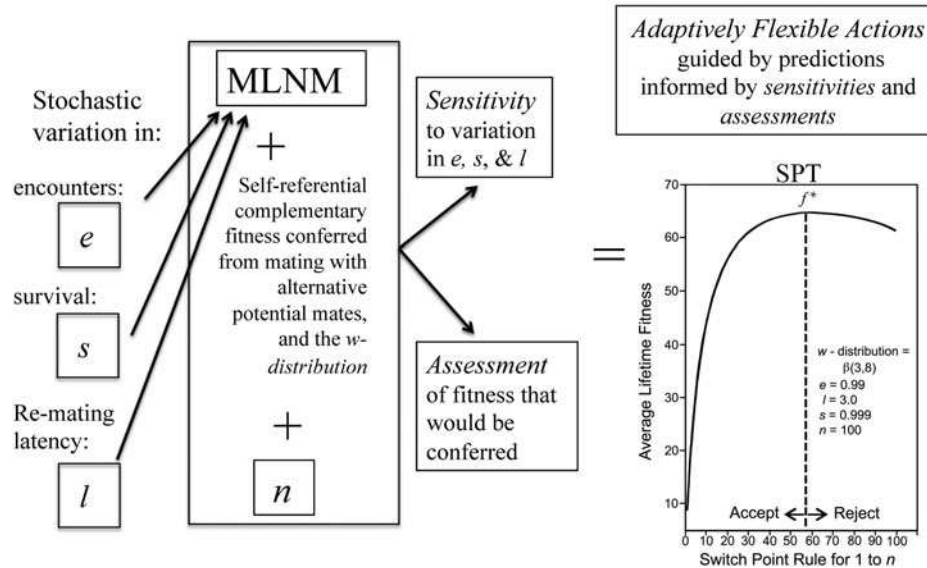 Stochastic
variation in:
encounters:
e
survival:
s
Re-mating
latency:
l
MLNM
+
Self-referential
complementary
fitness conferred
from mating with
alternative
potential mates,
and the w-
distribution
+
n
Sensitivity
to variation
in e, s, & l
Assessment
of fitness that
would be
conferred
=
Adaptively Flexible Actions
guided by predictions
informed by sensitivities and
assessments
SPT
f*
Average Lifetime Fitness
70
60
50
40
30
20
10
w - distribution =
β(3,8)
e = 0.99
l = 3.0
s = 0.999
n = 100
Accept Reject
0 10 20 30 40 50 60 70 80 90 100
Switch Point Rule for 1 to n